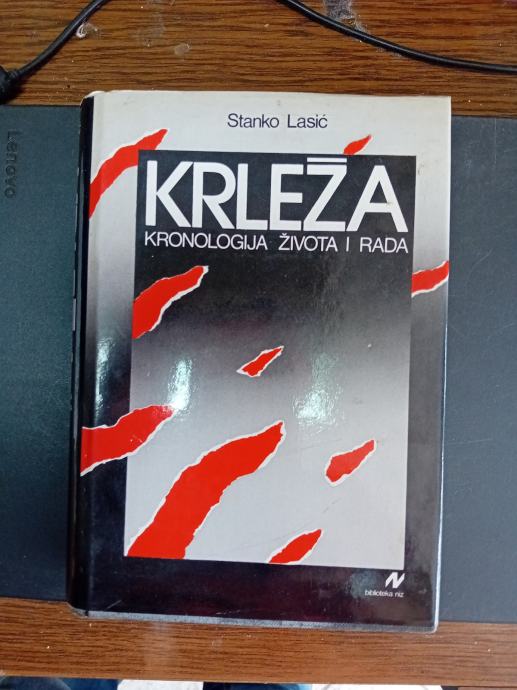 Stanko Lasić
KRLEŽA
KRONOLOGIJA ŽIVOTA I RADA
N
biblioteka niz
Lenovo